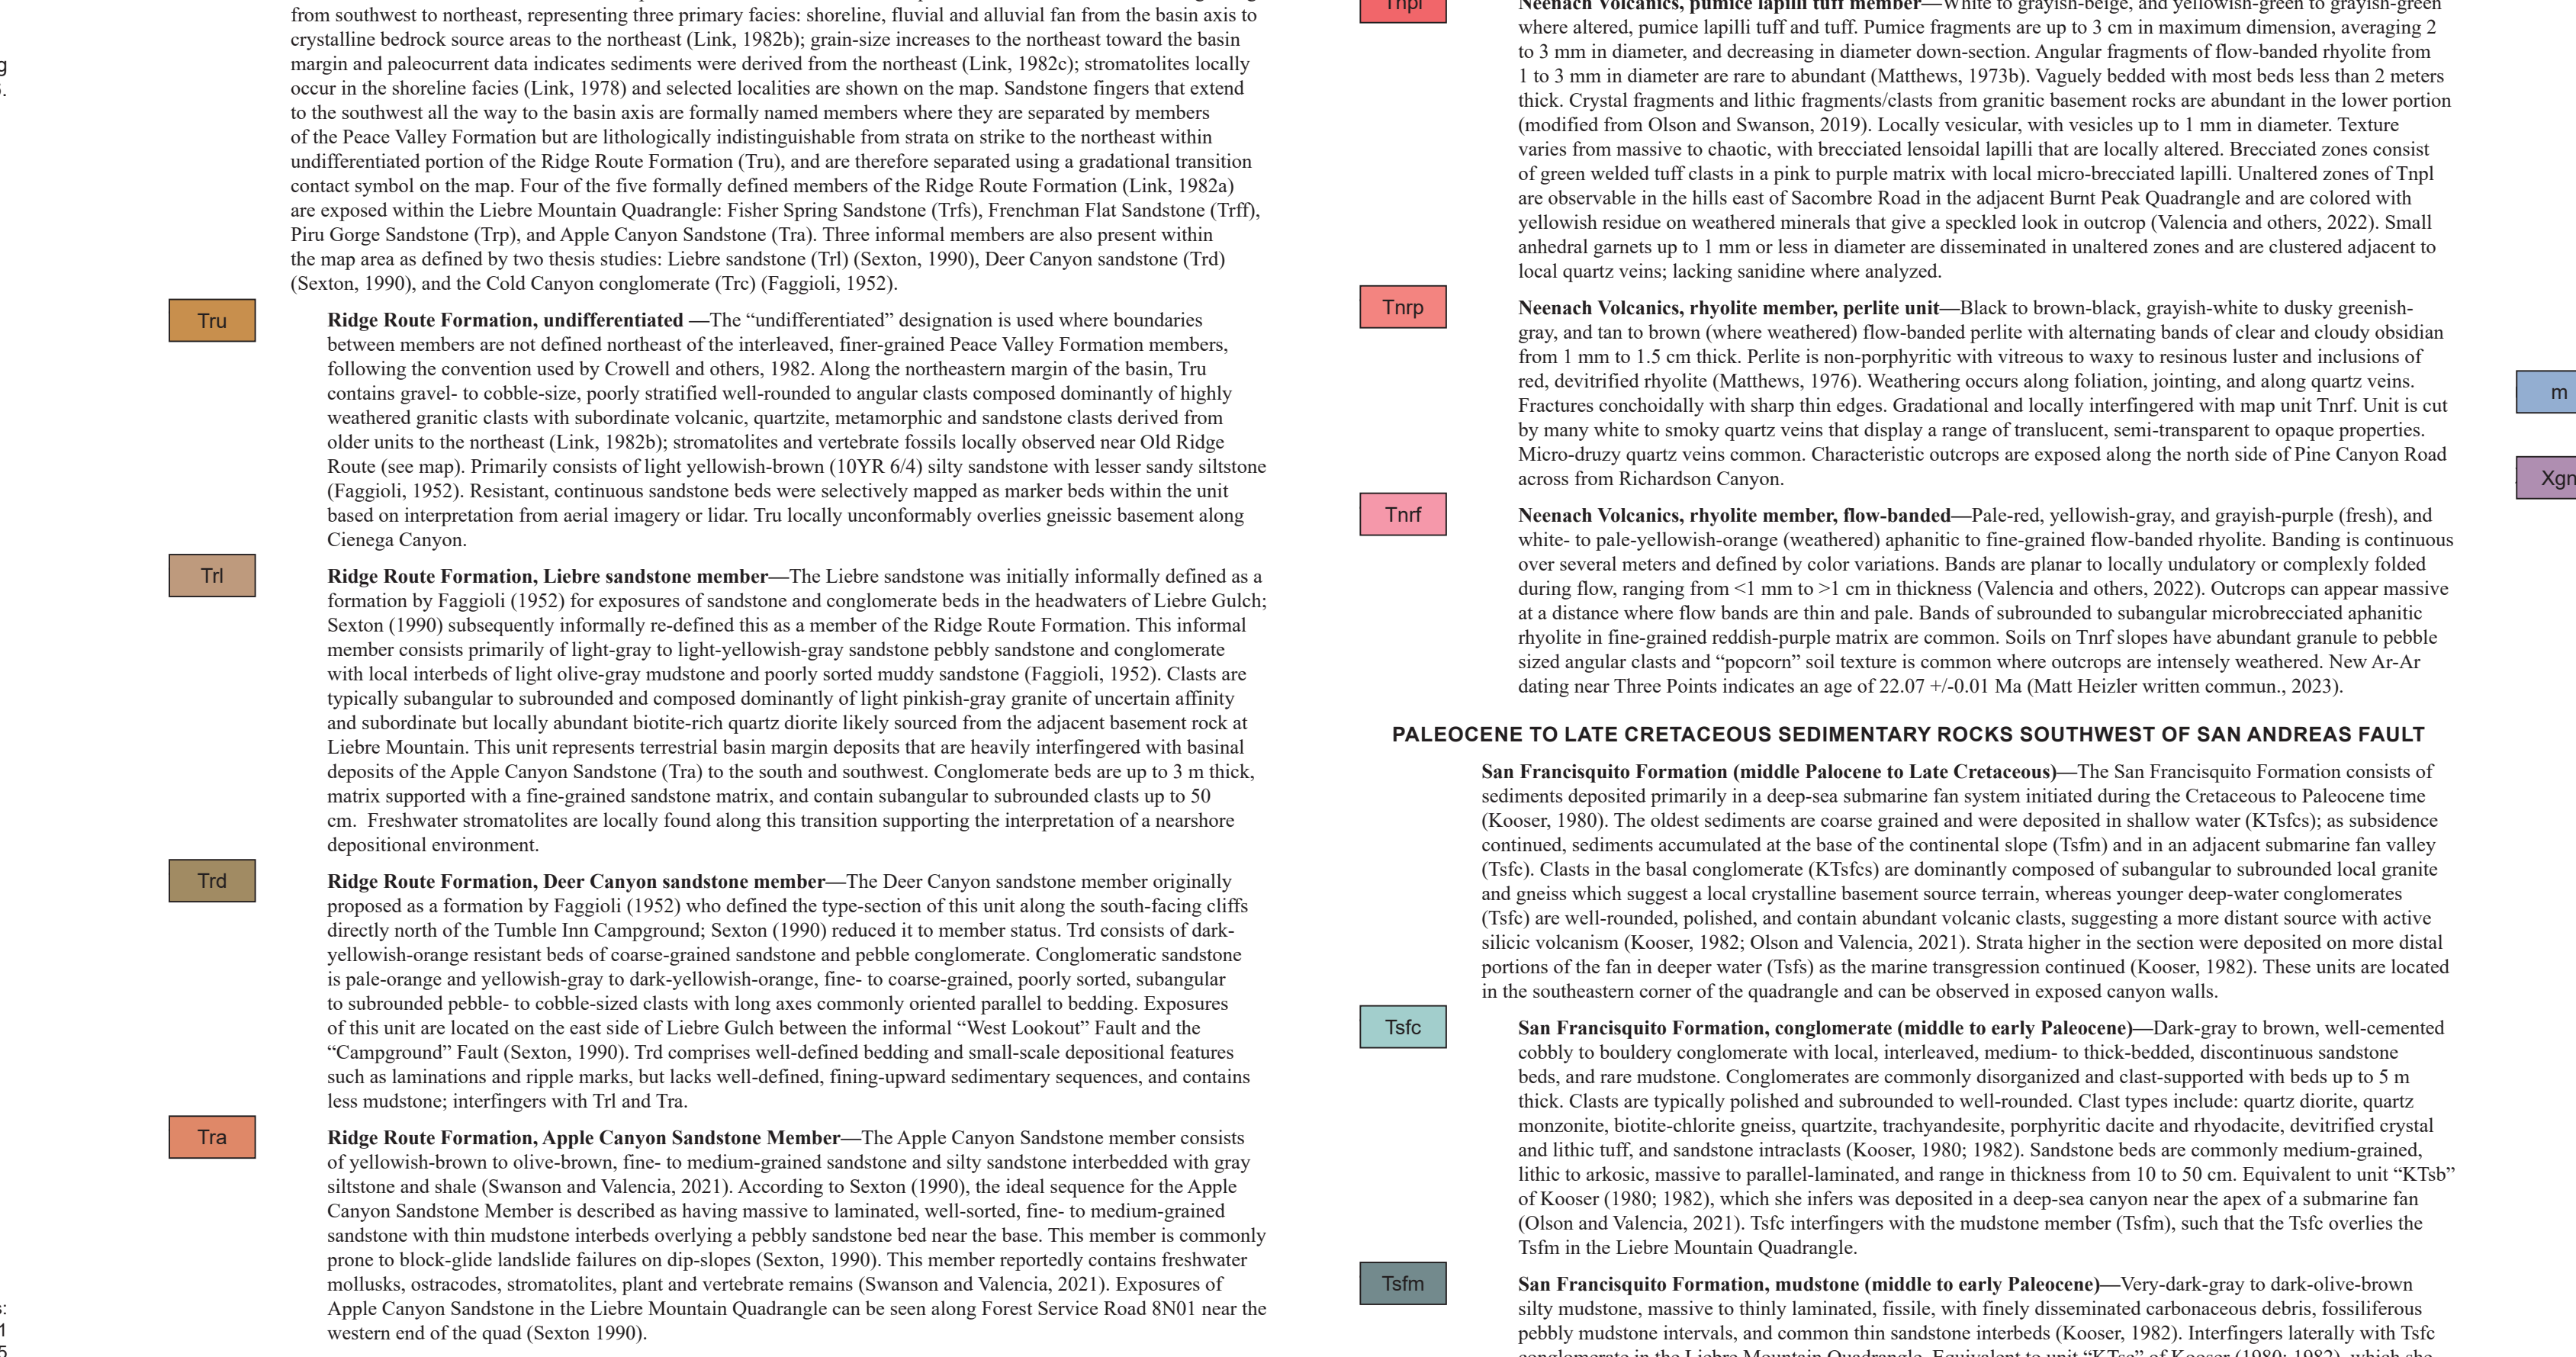 from southwest to northeast, representing three primary facies: shoreline, fluvial and alluvial fan from the basin axis to
crystalline bedrock source areas to the northeast (Link, 1982b); grain-size increases to the northeast toward the basin
margin and paleocurrent data indicates sediments were derived from the northeast (Link, 1982c); stromatolites locally
occur in the shoreline facies (Link, 1978) and selected localities are shown on the map. Sandstone fingers that extend
to the southwest all the way to the basin axis are formally named members where they are separated by members
of the Peace Valley Formation but are lithologically indistinguishable from strata on strike to the northeast within
undifferentiated portion of the Ridge Route Formation (Tru), and are therefore separated using a gradational transition
contact symbol on the map. Four of the five formally defined members of the Ridge Route Formation (Link, 1982a)
are exposed within the Liebre Mountain Quadrangle: Fisher Spring Sandstone (Trfs), Frenchman Flat Sandstone (Trff),
Piru Gorge Sandstone (Trp), and Apple Canyon Sandstone (Tra). Three informal members are also present within
the map area as defined by two thesis studies: Liebre sandstone (Trl) (Sexton, 1990), Deer Canyon sandstone (Trd)
(Sexton, 1990), and the Cold Canyon conglomerate (Trc) (Faggioli, 1952).
Tru
Ridge Route Formation, undifferentiated —The “undifferentiated” designation is used where boundaries
between members are not defined northeast of the interleaved, finer-grained Peace Valley Formation members,
following the convention used by Crowell and others, 1982. Along the northeastern margin of the basin, Tru
contains gravel- to cobble-size, poorly stratified well-rounded to angular clasts composed dominantly of highly
weathered granitic clasts with subordinate volcanic, quartzite, metamorphic and sandstone clasts derived from
older units to the northeast (Link, 1982b); stromatolites and vertebrate fossils locally observed near Old Ridge
Route (see map). Primarily consists of light yellowish-brown (10YR 6/4) silty sandstone with lesser sandy siltstone
(Faggioli, 1952). Resistant, continuous sandstone beds were selectively mapped as marker beds within the unit
based on interpretation from aerial imagery or lidar. Tru locally unconformably overlies gneissic basement along
Cienega Canyon.
Trl
Ridge Route Formation, Liebre sandstone member—The Liebre sandstone was initially informally defined as a
formation by Faggioli (1952) for exposures of sandstone and conglomerate beds in the headwaters of Liebre Gulch;
Sexton (1990) subsequently informally re-defined this as a member of the Ridge Route Formation. This informal
member consists primarily of light-gray to light-yellowish-gray sandstone pebbly sandstone and conglomerate
with local interbeds of light olive-gray mudstone and poorly sorted muddy sandstone (Faggioli, 1952). Clasts are
typically subangular to subrounded and composed dominantly of light pinkish-gray granite of uncertain affinity
and subordinate but locally abundant biotite-rich quartz diorite likely sourced from the adjacent basement rock at
Liebre Mountain. This unit represents terrestrial basin margin deposits that are heavily interfingered with basinal
deposits of the Apple Canyon Sandstone (Tra) to the south and southwest. Conglomerate beds are up to 3 m thick,
matrix supported with a fine-grained sandstone matrix, and contain subangular to subrounded clasts up to 50
cm.  Freshwater stromatolites are locally found along this transition supporting the interpretation of a nearshore
depositional environment.
Trd
Ridge Route Formation, Deer Canyon sandstone member—The Deer Canyon sandstone member originally
proposed as a formation by Faggioli (1952) who defined the type-section of this unit along the south-facing cliffs
directly north of the Tumble Inn Campground; Sexton (1990) reduced it to member status. Trd consists of dark-
yellowish-orange resistant beds of coarse-grained sandstone and pebble conglomerate. Conglomeratic sandstone
is pale-orange and yellowish-gray to dark-yellowish-orange, fine- to coarse-grained, poorly sorted, subangular
to subrounded pebble- to cobble-sized clasts with long axes commonly oriented parallel to bedding. Exposures
of this unit are located on the east side of Liebre Gulch between the informal “West Lookout” Fault and the
“Campground” Fault (Sexton, 1990). Trd comprises well-defined bedding and small-scale depositional features
such as laminations and ripple marks, but lacks well-defined, fining-upward sedimentary sequences, and contains
less mudstone; interfingers with Trl and Tra.
Tra
Ridge Route Formation, Apple Canyon Sandstone Member—The Apple Canyon Sandstone member consists
of yellowish-brown to olive-brown, fine- to medium-grained sandstone and silty sandstone interbedded with gray
siltstone and shale (Swanson and Valencia, 2021). According to Sexton (1990), the ideal sequence for the Apple
Canyon Sandstone Member is described as having massive to laminated, well-sorted, fine- to medium-grained
sandstone with thin mudstone interbeds overlying a pebbly sandstone bed near the base. This member is commonly
prone to block-glide landslide failures on dip-slopes (Sexton, 1990). This member reportedly contains freshwater
mollusks, ostracodes, stromatolites, plant and vertebrate remains (Swanson and Valencia, 2021). Exposures of
Apple Canyon Sandstone in the Liebre Mountain Quadrangle can be seen along Forest Service Road 8N01 near the
western end of the quad (Sexton 1990).
Tnpl
Neenach Volcanics, pumice lapilli tuff member—White to grayish-beige, and yellowish-green to grayish-green
where altered, pumice lapilli tuff and tuff. Pumice fragments are up to 3 cm in maximum dimension, averaging 2
to 3 mm in diameter, and decreasing in diameter down-section. Angular fragments of flow-banded rhyolite from
1 to 3 mm in diameter are rare to abundant (Matthews, 1973b). Vaguely bedded with most beds less than 2 meters
thick. Crystal fragments and lithic fragments/clasts from granitic basement rocks are abundant in the lower portion
(modified from Olson and Swanson, 2019). Locally vesicular, with vesicles up to 1 mm in diameter. Texture
varies from massive to chaotic, with brecciated lensoidal lapilli that are locally altered. Brecciated zones consist
of green welded tuff clasts in a pink to purple matrix with local micro-brecciated lapilli. Unaltered zones of Tnpl
are observable in the hills east of Sacombre Road in the adjacent Burnt Peak Quadrangle and are colored with
yellowish residue on weathered minerals that give a speckled look in outcrop (Valencia and others, 2022). Small
anhedral garnets up to 1 mm or less in diameter are disseminated in unaltered zones and are clustered adjacent to
local quartz veins; lacking sanidine where analyzed.
Tnrp
Neenach Volcanics, rhyolite member, perlite unit—Black to brown-black, grayish-white to dusky greenish-
gray, and tan to brown (where weathered) flow-banded perlite with alternating bands of clear and cloudy obsidian
from 1 mm to 1.5 cm thick. Perlite is non-porphyritic with vitreous to waxy to resinous luster and inclusions of
red, devitrified rhyolite (Matthews, 1976). Weathering occurs along foliation, jointing, and along quartz veins.
Fractures conchoidally with sharp thin edges. Gradational and locally interfingered with map unit Tnrf. Unit is cut
by many white to smoky quartz veins that display a range of translucent, semi-transparent to opaque properties.
Micro-druzy quartz veins common. Characteristic outcrops are exposed along the north side of Pine Canyon Road
across from Richardson Canyon.
Tnrf
Neenach Volcanics, rhyolite member, flow-banded—Pale-red, yellowish-gray, and grayish-purple (fresh), and
white- to pale-yellowish-orange (weathered) aphanitic to fine-grained flow-banded rhyolite. Banding is continuous
over several meters and defined by color variations. Bands are planar to locally undulatory or complexly folded
during flow, ranging from <1 mm to >1 cm in thickness (Valencia and others, 2022). Outcrops can appear massive
at a distance where flow bands are thin and pale. Bands of subrounded to subangular microbrecciated aphanitic
rhyolite in fine-grained reddish-purple matrix are common. Soils on Tnrf slopes have abundant granule to pebble
sized angular clasts and “popcorn” soil texture is common where outcrops are intensely weathered. New Ar-Ar
dating near Three Points indicates an age of 22.07 +/-0.01 Ma (Matt Heizler written commun., 2023).
PALEOCENE TO LATE CRETACEOUS SEDIMENTARY ROCKS SOUTHWEST OF SAN ANDREAS FAULT
San Francisquito Formation (middle Palocene to Late Cretaceous)—The San Francisquito Formation consists of
sediments deposited primarily in a deep-sea submarine fan system initiated during the Cretaceous to Paleocene time
(Kooser, 1980). The oldest sediments are coarse grained and were deposited in shallow water (KTsfcs); as subsidence
continued, sediments accumulated at the base of the continental slope (Tsfm) and in an adjacent submarine fan valley
(Tsfc). Clasts in the basal conglomerate (KTsfcs) are dominantly composed of subangular to subrounded local granite
and gneiss which suggest a local crystalline basement source terrain, whereas younger deep-water conglomerates
(Tsfc) are well-rounded, polished, and contain abundant volcanic clasts, suggesting a more distant source with active
silicic volcanism (Kooser, 1982; Olson and Valencia, 2021). Strata higher in the section were deposited on more distal
portions of the fan in deeper water (Tsfs) as the marine transgression continued (Kooser, 1982). These units are located
in the southeastern corner of the quadrangle and can be observed in exposed canyon walls.
Tsfc
San Francisquito Formation, conglomerate (middle to early Paleocene)—Dark-gray to brown, well-cemented
cobbly to bouldery conglomerate with local, interleaved, medium- to thick-bedded, discontinuous sandstone
beds, and rare mudstone. Conglomerates are commonly disorganized and clast-supported with beds up to 5 m
thick. Clasts are typically polished and subrounded to well-rounded. Clast types include: quartz diorite, quartz
monzonite, biotite-chlorite gneiss, quartzite, trachyandesite, porphyritic dacite and rhyodacite, devitrified crystal
and lithic tuff, and sandstone intraclasts (Kooser, 1980; 1982). Sandstone beds are commonly medium-grained,
lithic to arkosic, massive to parallel-laminated, and range in thickness from 10 to 50 cm. Equivalent to unit “KTsb”
of Kooser (1980; 1982), which she infers was deposited in a deep-sea canyon near the apex of a submarine fan
(Olson and Valencia, 2021). Tsfc interfingers with the mudstone member (Tsfm), such that the Tsfc overlies the
Tsfm in the Liebre Mountain Quadrangle.
Tsfm
San Francisquito Formation, mudstone (middle to early Paleocene)—Very-dark-gray to dark-olive-brown
silty mudstone, massive to thinly laminated, fissile, with finely disseminated carbonaceous debris, fossiliferous
pebbly mudstone intervals, and common thin sandstone interbeds (Kooser, 1982). Interfingers laterally with Tsfc
conglomerate in the Liebre Mountain Quadrangle. Equivalent to unit “KTsc” of Kooser (1980; 1982), which she
m
Xgn